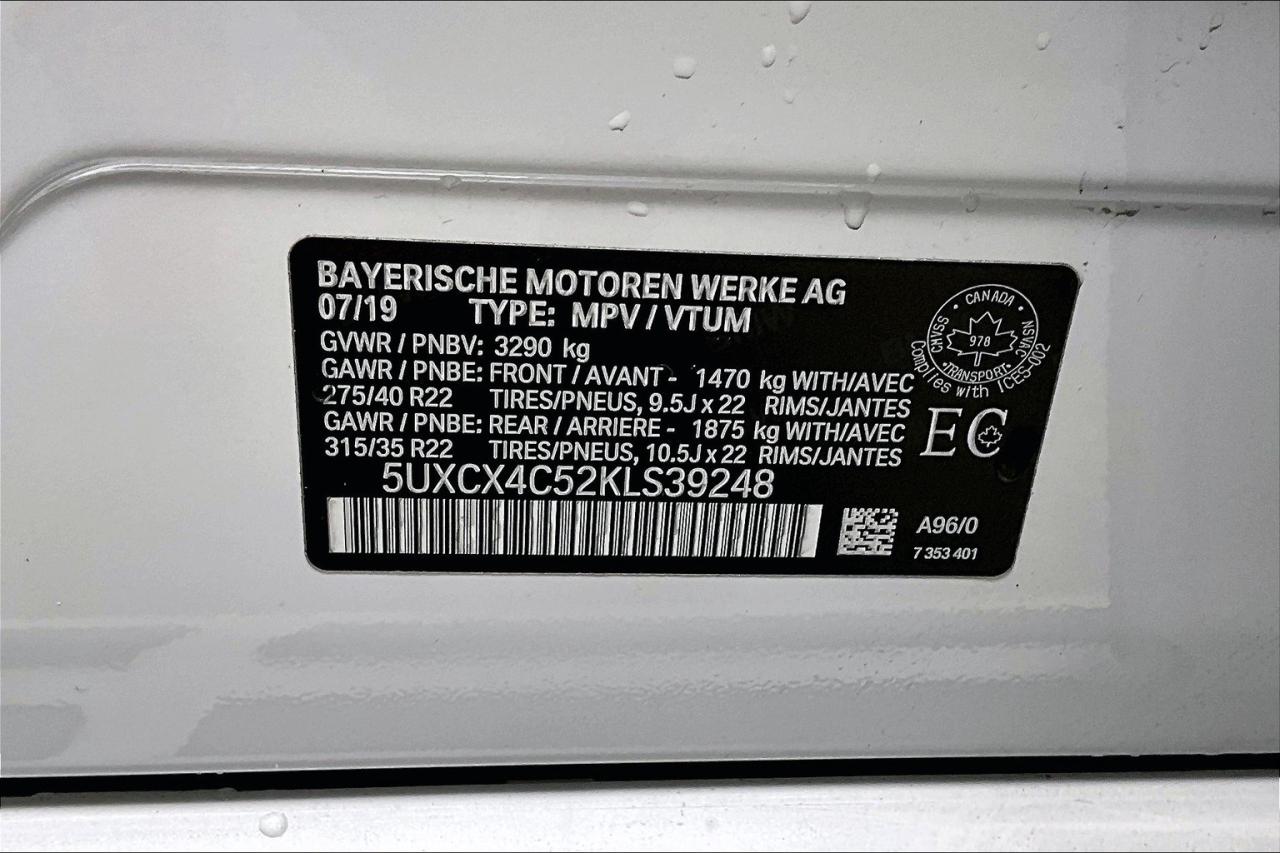 BAYERISCHE MOTOREN WERKE AG
07/19 TYPE: MPV / VTUM
GVWR / PNBV: 3290 kg
GAWR / PNBE: FRONT / AVANT - 1470 kg WITH/AVEC
275/40 R22 TIRES/PNEUS, 9.5J x 22 RIMS/JANTES
GAWR / PNBE: REAR / ARRIERE - 1875 kg WITH/AVEC
315/35 R22 TIRES/PNEUS, 10.5J x 22 RIMS/JANTES
5UXCX4C52KLS39248
CANADA
CMVSS • NSVAC
978
TRANSPORT
Complies with ICES-002
EC
A96/0
7 353 401